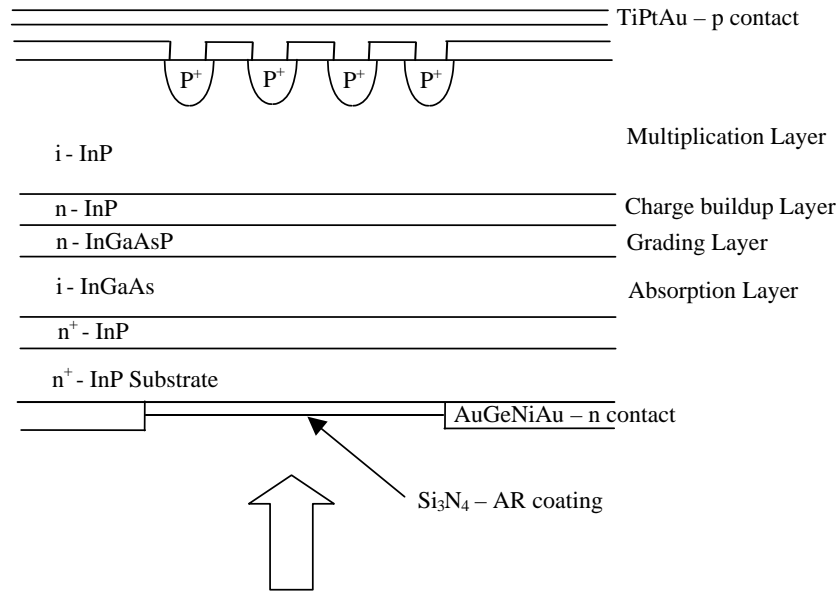 TiPtAu – p contact
P⁺ P⁺ P⁺ P⁺
Multiplication Layer
i - InP
n - InP
Charge buildup Layer
n - InGaAsP
Grading Layer
i - InGaAs
Absorption Layer
n⁺ - InP
n⁺ - InP Substrate
AuGeNiAu – n contact
Si₃N₄ – AR coating